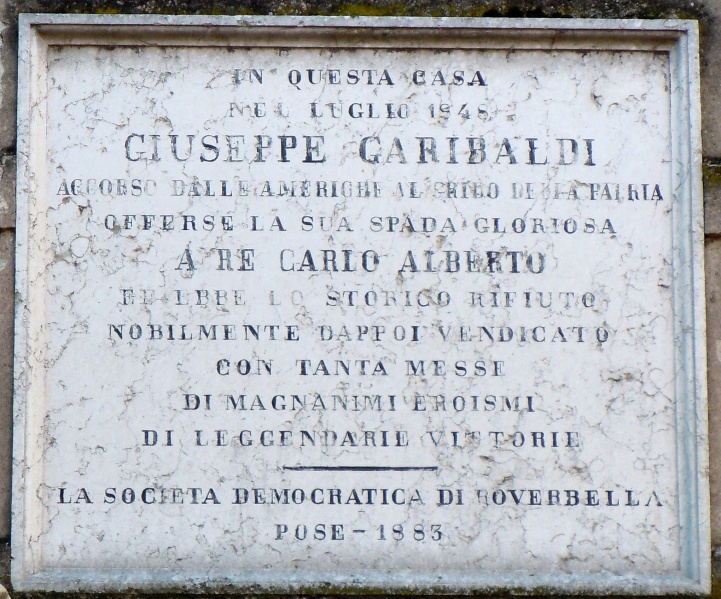 IN QUESTA CASA
NEL LUGLIO 1848
GIUSEPPE GARIBALDI
ACCORSO DALLE AMERICHE AL GRIDO DELLA PATRIA
OFFERSE LA SUA SPADA GLORIOSA
A RE CARLO ALBERTO
ED EBBE LO STORICO RIFIUTO
NOBILMENTE DAPPOI VENDICATO
CON TANTA MESSE
DI MAGNANIMI EROISMI
DI LEGGENDARIE VITTORIE
LA SOCIETA DEMOCRATICA DI ROVERBELLA
POSE - 1883